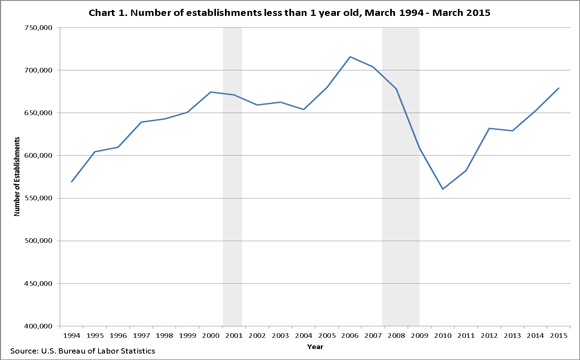 Chart 1. Number of establishments less than 1 year old, March 1994 - March 2015
750,000
700,000
650,000
600,000
550,000
500,000
450,000
400,000
Number of Establishments
1994 1995 1996 1997 1998 1999 2000 2001 2002 2003 2004 2005 2006 2007 2008 2009 2010 2011 2012 2013 2014 2015
Year
Source: U.S. Bureau of Labor Statistics